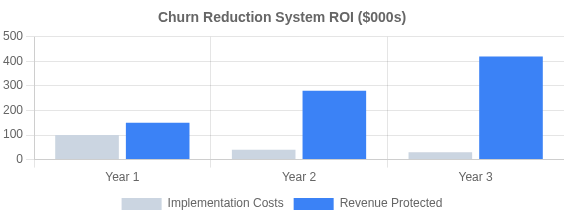 Churn Reduction System ROI ($000s)
500
400
300
200
100
0
Year 1 Year 2 Year 3
Implementation Costs Revenue Protected